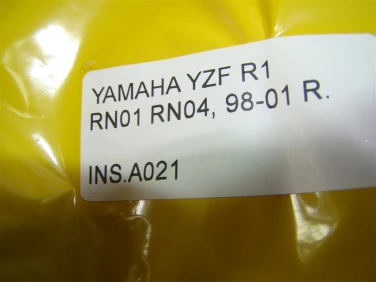 YAMAHA YZF R1
RN01 RN04, 98-01 R.
INS.A021